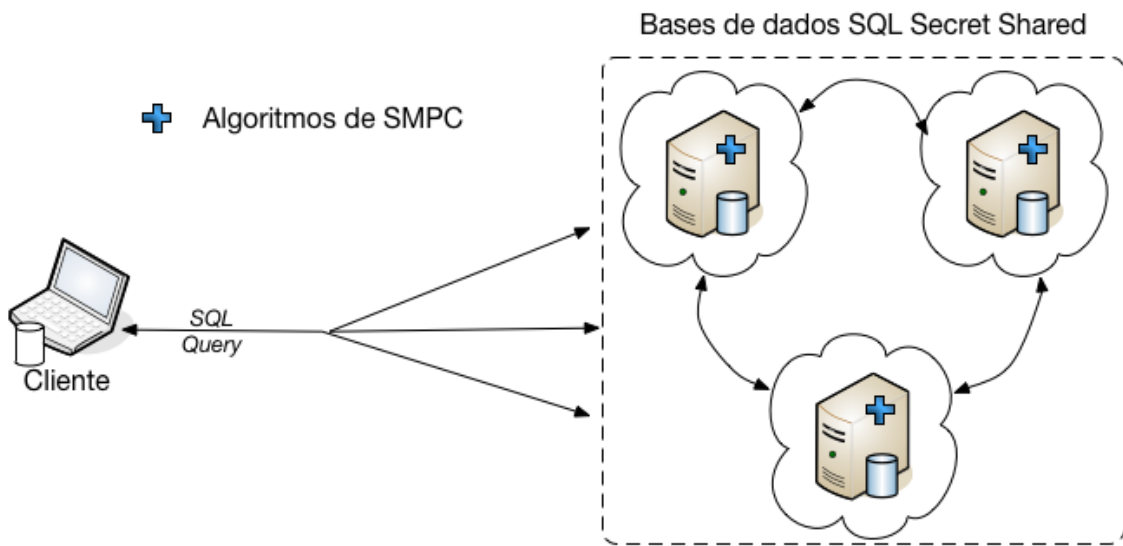 Bases de dados SQL Secret Shared
Algoritmos de SMPC
SQL
Query
Cliente